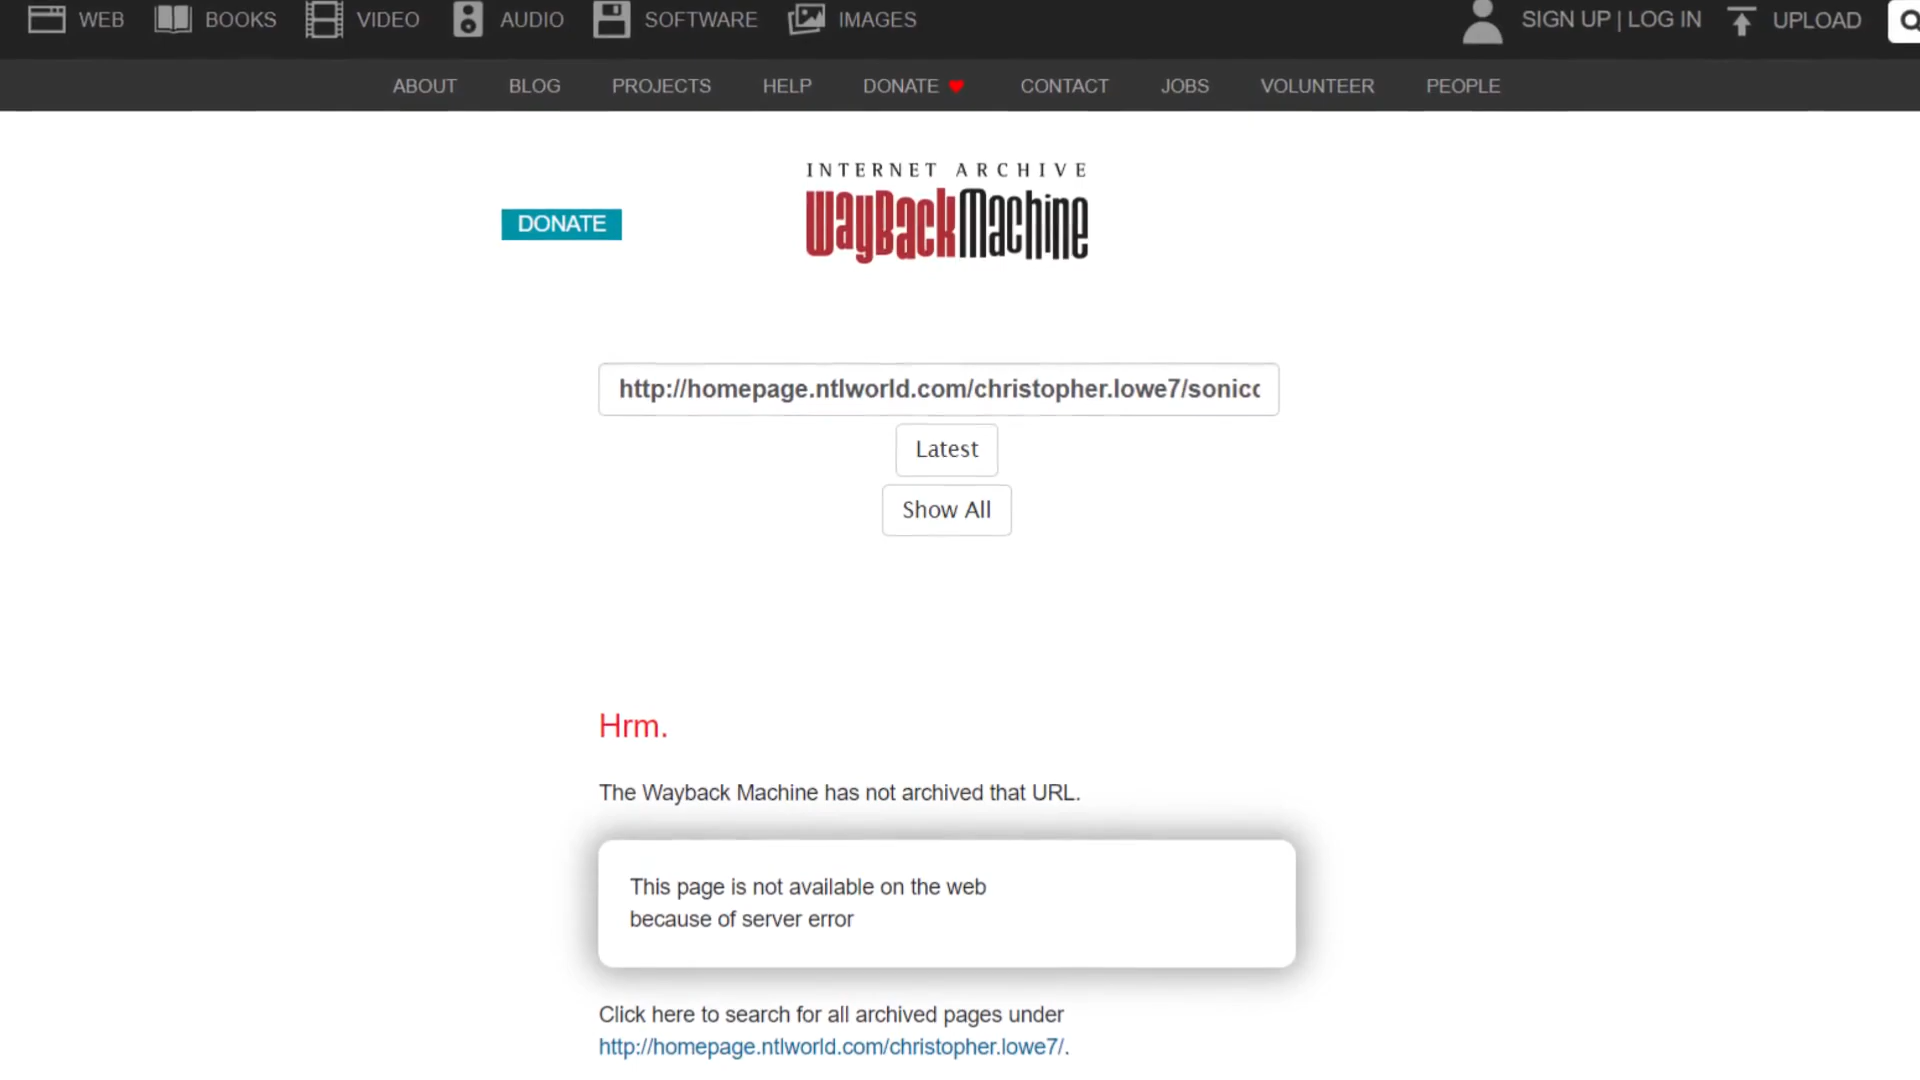 WEB BOOKS VIDEO AUDIO SOFTWARE IMAGES SIGN UP | LOG IN UPLOAD
ABOUT BLOG PROJECTS HELP DONATE CONTACT JOBS VOLUNTEER PEOPLE
INTERNET ARCHIVE
DONATE
WayBackMachine
http://homepage.ntlworld.com/christopher.lowe7/sonicc
Latest
Show All
Hrm.
The Wayback Machine has not archived that URL.
This page is not available on the web
because of server error
Click here to search for all archived pages under
http://homepage.ntlworld.com/christopher.lowe7/.